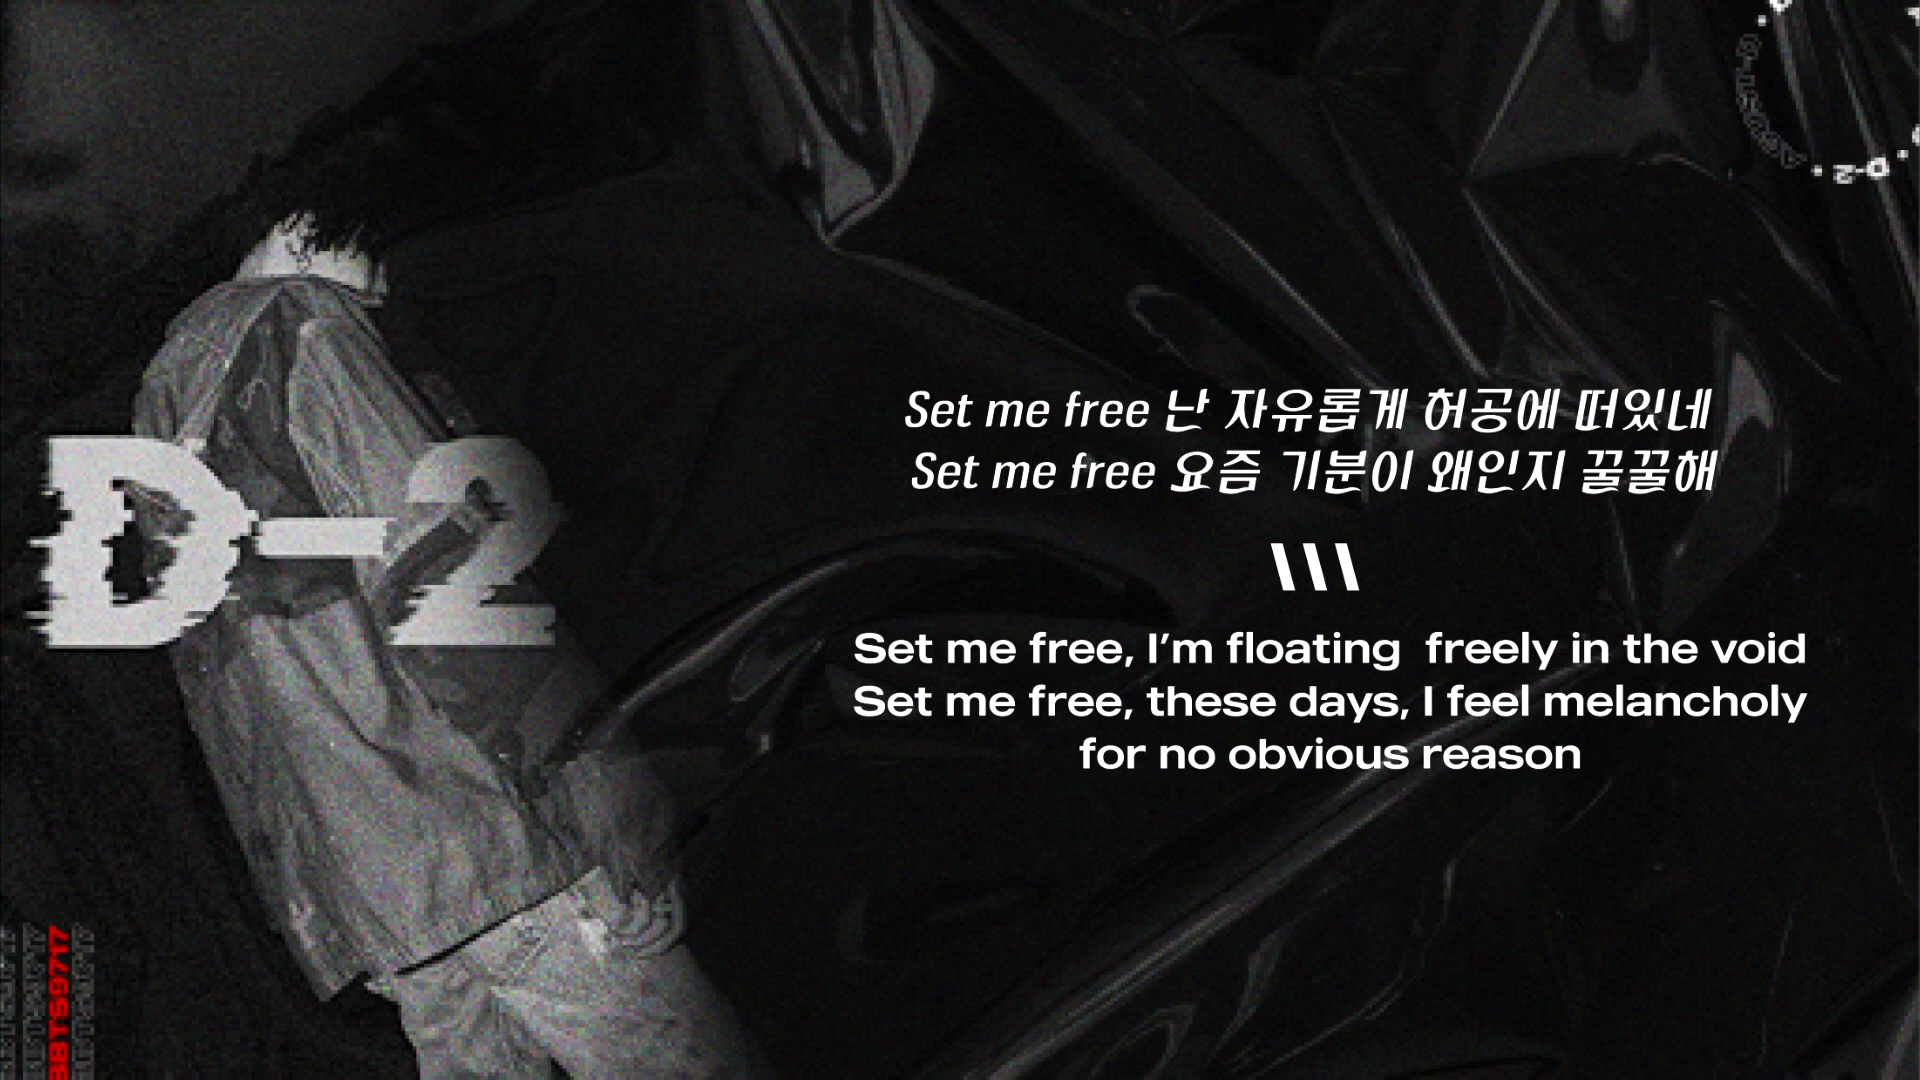 D-2
Set me free 난 자유롭게 허공에 떠있네
Set me free 요즘 기분이 왜인지 꿀꿀해
\\\
Set me free, I’m floating  freely in the void
Set me free, these days, I feel melancholy
for no obvious reason
D-2
BBTS9717